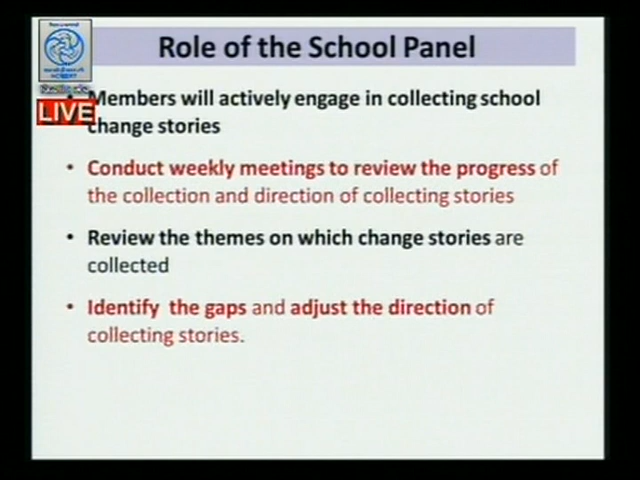 Role of the School Panel
NCERT
LIVE
• Members will actively engage in collecting school
change stories
• Conduct weekly meetings to review the progress of
the collection and direction of collecting stories
• Review the themes on which change stories are
collected
• Identify the gaps and adjust the direction of
collecting stories.